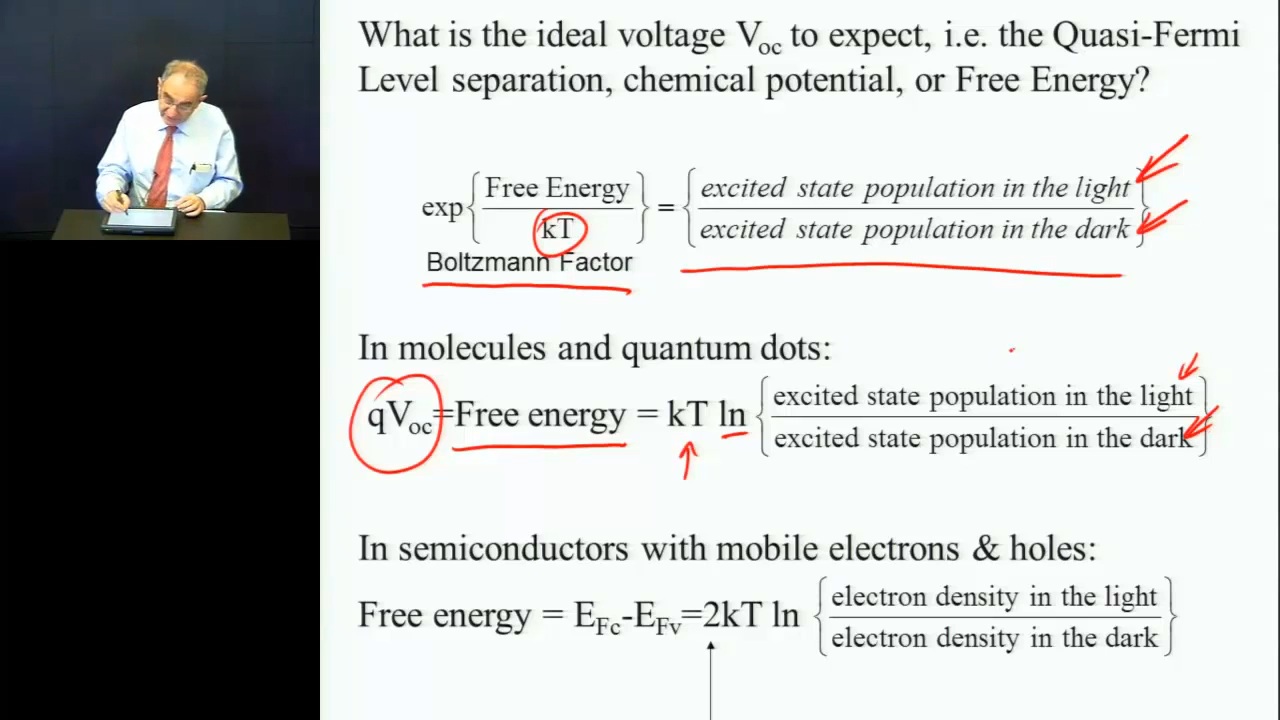 What is the ideal voltage Voc to expect, i.e. the Quasi-Fermi
Level separation, chemical potential, or Free Energy?
exp{Free Energy / kT} = {excited state population in the light / excited state population in the dark}
Boltzmann Factor
In molecules and quantum dots:
qVoc=Free energy = kT ln {excited state population in the light / excited state population in the dark}
In semiconductors with mobile electrons & holes:
Free energy = EFc-EFv=2kT ln {electron density in the light / electron density in the dark}